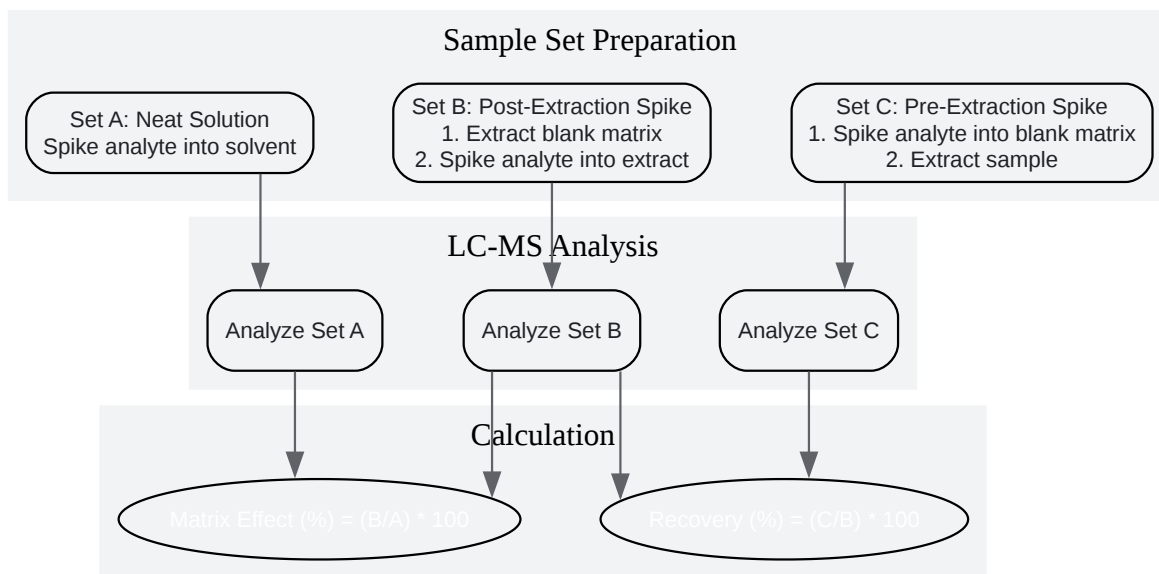 Sample Set Preparation
Set A: Neat Solution
Spike analyte into solvent
Set B: Post-Extraction Spike
1. Extract blank matrix
2. Spike analyte into extract
Set C: Pre-Extraction Spike
1. Spike analyte into blank matrix
2. Extract sample
LC-MS Analysis
Analyze Set A
Analyze Set B
Analyze Set C
Calculation
Matrix Effect (%) = (B/A) * 100
Recovery (%) = (C/B) * 100